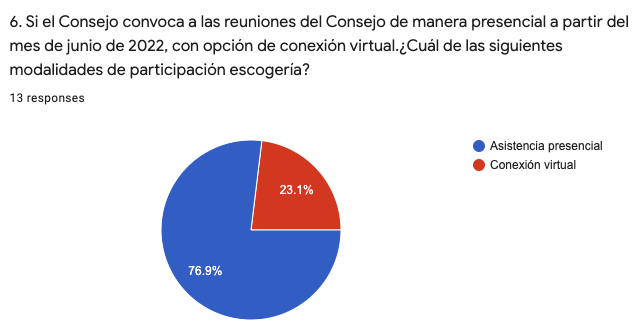 6. Si el Consejo convoca a las reuniones del Consejo de manera presencial a partir del
mes de junio de 2022, con opción de conexión virtual.¿Cuál de las siguientes
modalidades de participación escogería?
13 responses
Asistencia presencial
Conexión virtual
23.1%
76.9%